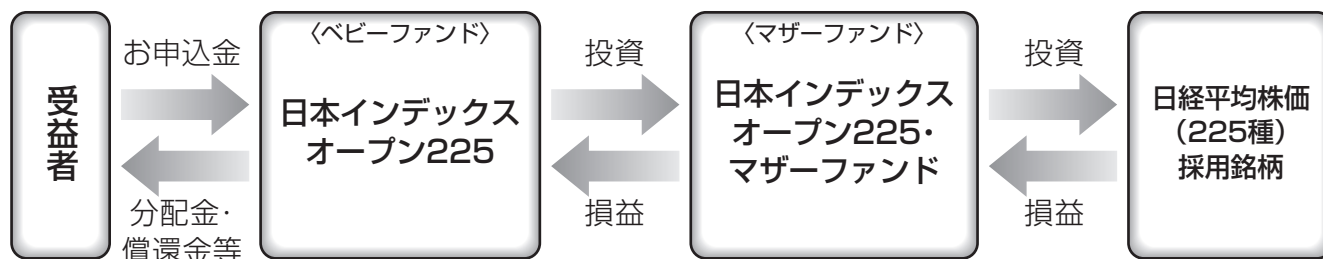 受益者
お申込金
分配金・
償還金等
〈ベビーファンド〉
日本インデックス
オープン225
投資
損益
〈マザーファンド〉
日本インデックス
オープン225・
マザーファンド
投資
損益
日経平均株価
（225種）
採用銘柄